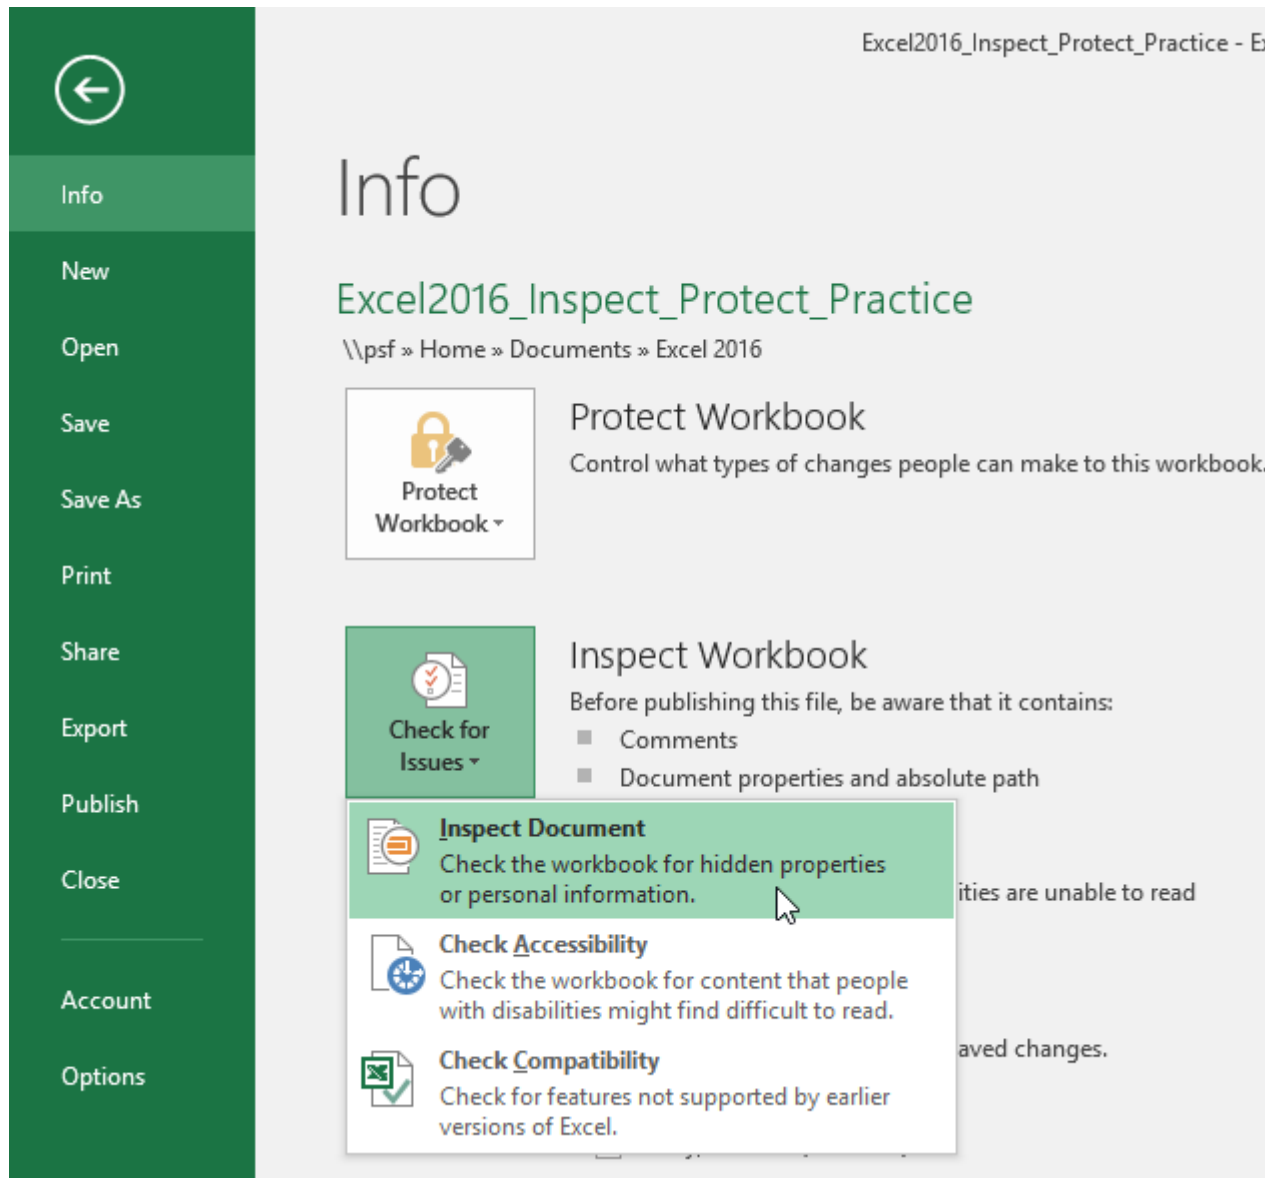 Excel2016_Inspect_Protect_Practice - Ex
Info
New
Open
Save
Save As
Print
Share
Export
Publish
Close
Account
Options
Info
Excel2016_Inspect_Protect_Practice
\\psf » Home » Documents » Excel 2016
Protect
Workbook
Protect Workbook
Control what types of changes people can make to this workbook.
Check for
Issues
Inspect Workbook
Before publishing this file, be aware that it contains:
Comments
Document properties and absolute path
Inspect Document
Check the workbook for hidden properties
or personal information.
ities are unable to read
Check Accessibility
Check the workbook for content that people
with disabilities might find difficult to read.
aved changes.
Check Compatibility
Check for features not supported by earlier
versions of Excel.